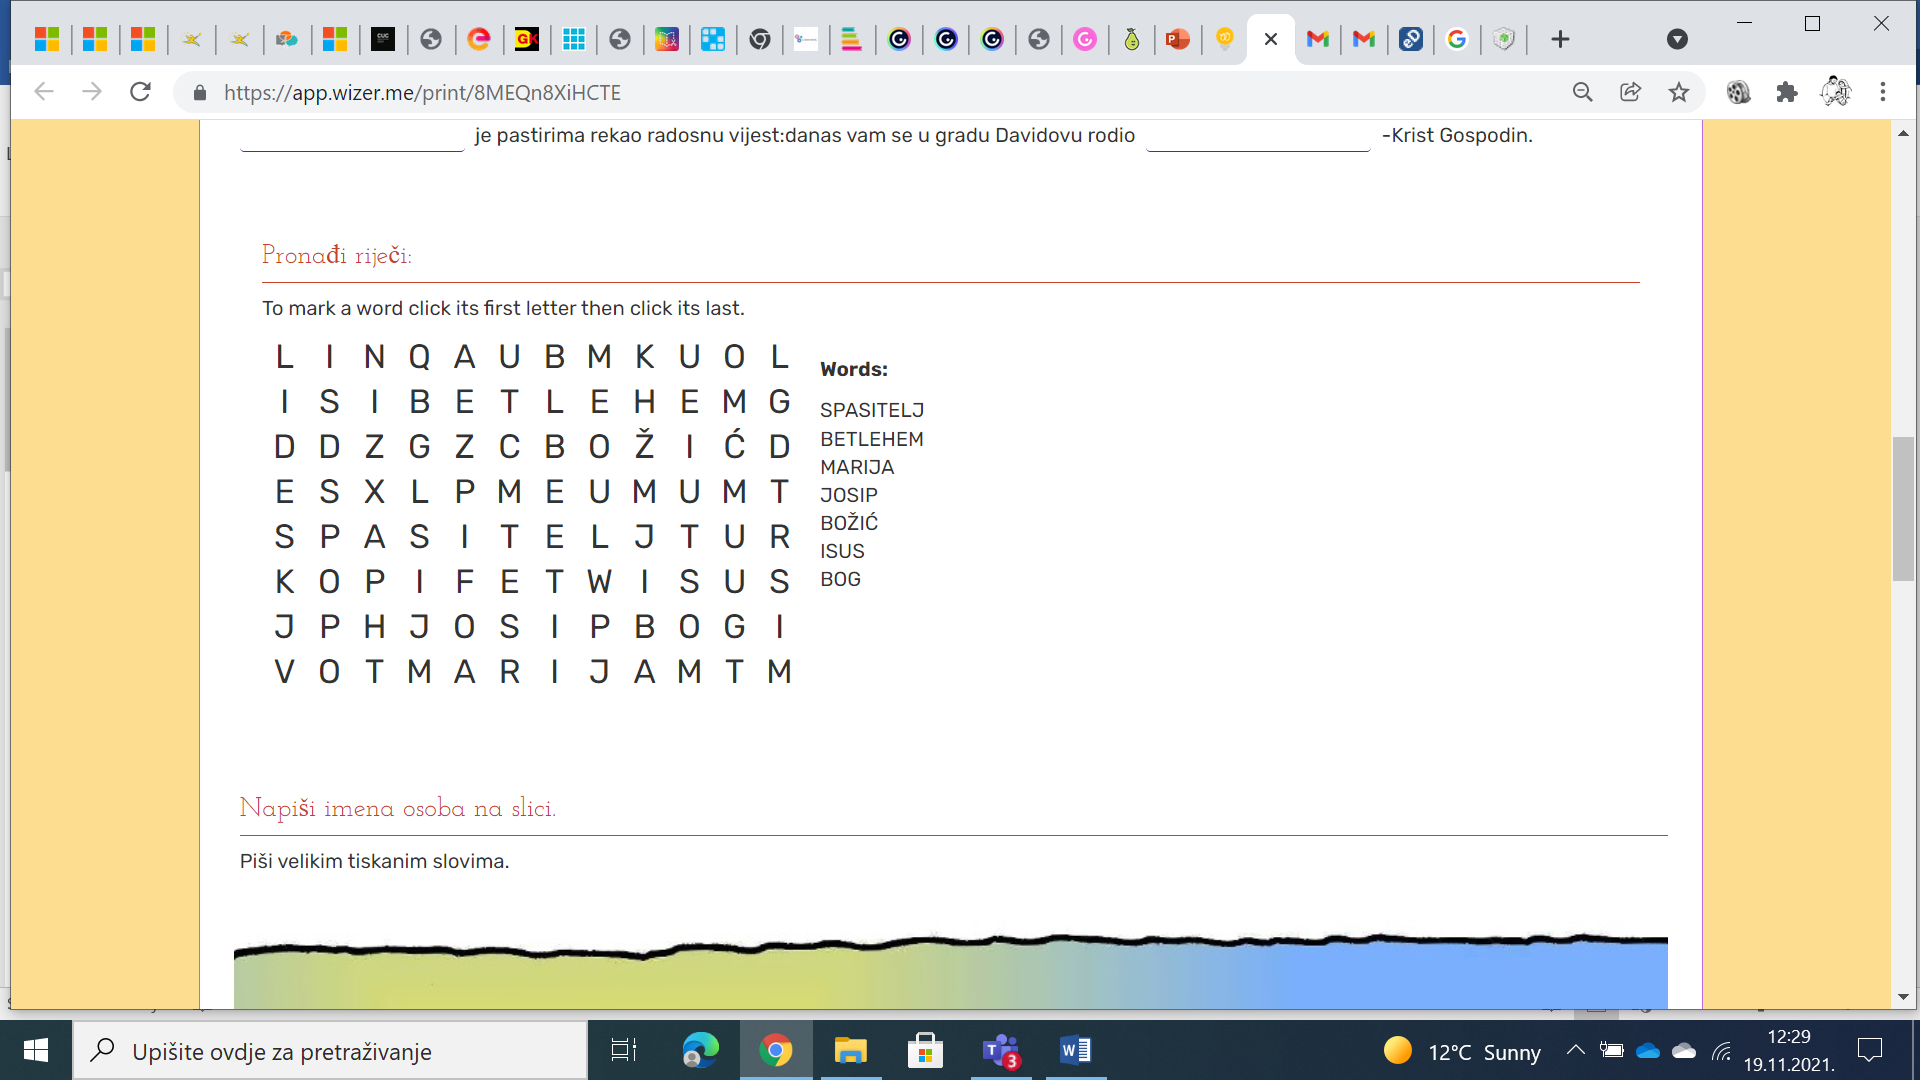 https://app.wizer.me/print/8MEQn8XiHCTE
je pastirima rekao radosnu vijest:danas vam se u gradu Davidovu rodio -Krist Gospodin.
Pronađi riječi:
To mark a word click its first letter then click its last.
L I N Q A U B M K U O L
I S I B E T L E H E M G
D D Z G Z C B O Ž I Ć D
E S X L P M E U M U M T
S P A S I T E L J T U R
K O P I F E T W I S U S
J P H J O S I P B O G I
V O T M A R I J A M T M
Words:
SPASITELJ
BETLEHEM
MARIJA
JOSIP
BOŽIĆ
ISUS
BOG
Napiši imena osoba na slici.
Piši velikim tiskanim slovima.
Upišite ovdje za pretraživanje
3
12°C Sunny
12:29
19.11.2021.